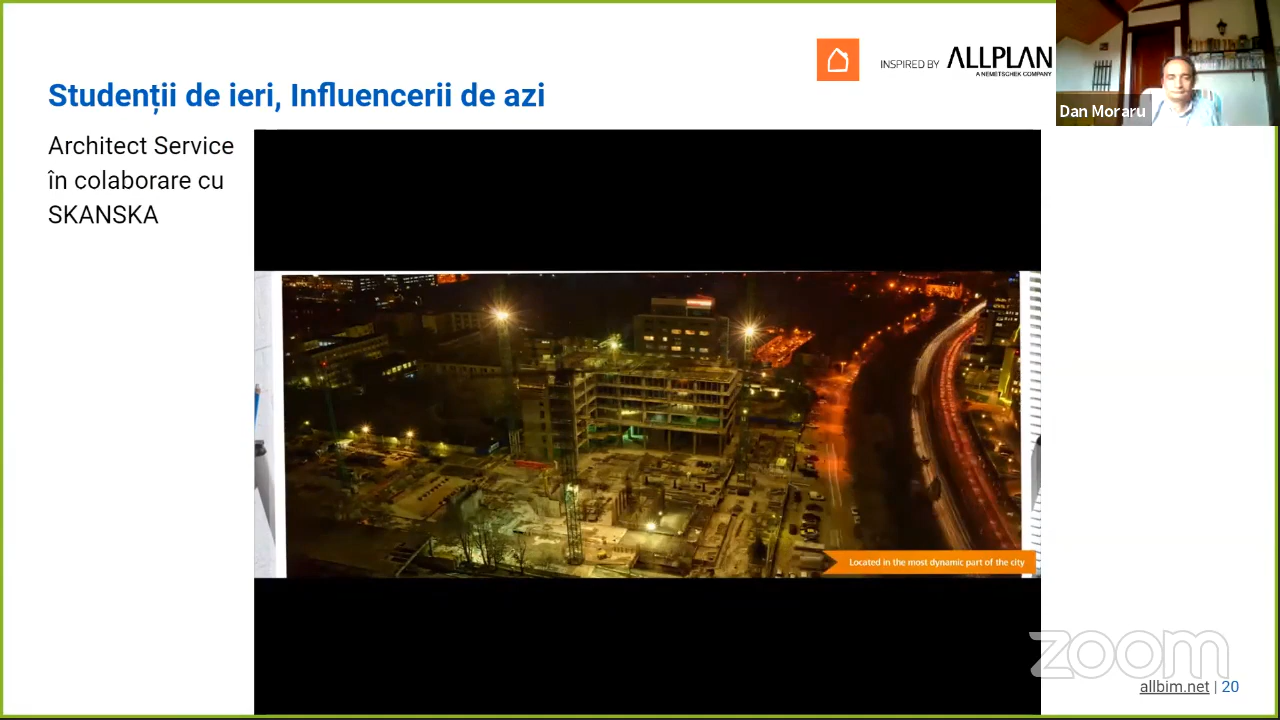 INSPIRED BY ALLPLAN
A NEMETSCHEK COMPANY
Dan Moraru
Studenții de ieri, Influencerii de azi
Architect Service
în colaborare cu
SKANSKA
Located in the most dynamic part of the city
zoom
allbim.net | 20